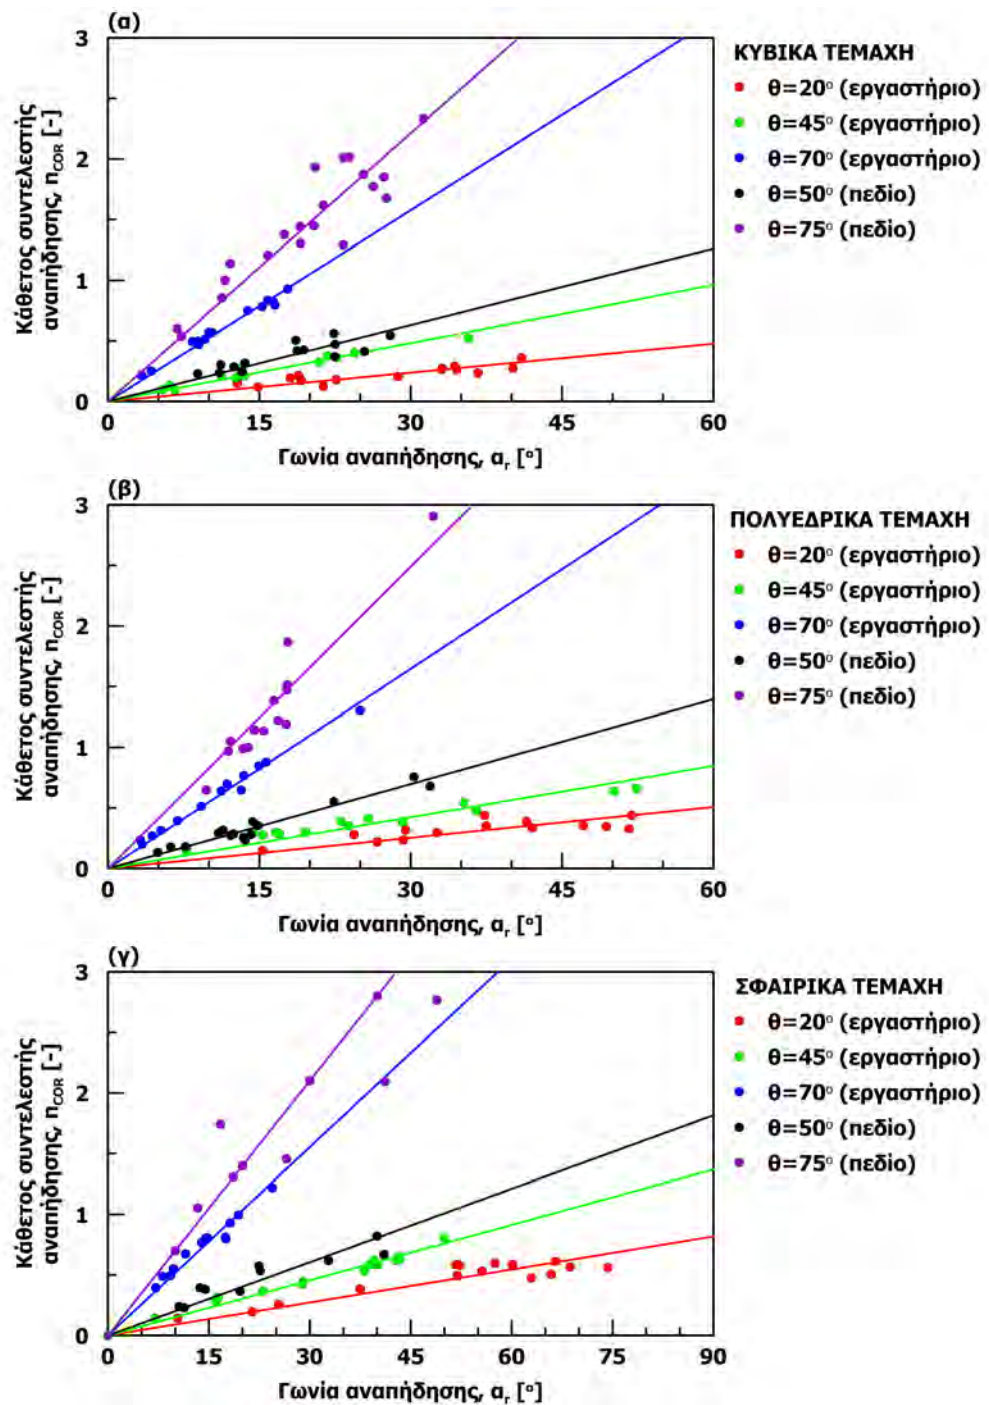 (α)
3
2
1
0
0 15 30 45 60
Κάθετος συντελεστής
αναπήδησης, n_COR [-]
Γωνία αναπήδησης, α_r [°]
ΚΥΒΙΚΑ ΤΕΜΑΧΗ
θ=20° (εργαστήριο)
θ=45° (εργαστήριο)
θ=70° (εργαστήριο)
θ=50° (πεδίο)
θ=75° (πεδίο)
(β)
3
2
1
0
0 15 30 45 60
Κάθετος συντελεστής
αναπήδησης, n_COR [-]
Γωνία αναπήδησης, α_r [°]
ΠΟΛΥΕΔΡΙΚΑ ΤΕΜΑΧΗ
θ=20° (εργαστήριο)
θ=45° (εργαστήριο)
θ=70° (εργαστήριο)
θ=50° (πεδίο)
θ=75° (πεδίο)
(γ)
3
2
1
0
0 15 30 45 60 75 90
Κάθετος συντελεστής
αναπήδησης, n_COR [-]
Γωνία αναπήδησης, α_r [°]
ΣΦΑΙΡΙΚΑ ΤΕΜΑΧΗ
θ=20° (εργαστήριο)
θ=45° (εργαστήριο)
θ=70° (εργαστήριο)
θ=50° (πεδίο)
θ=75° (πεδίο)